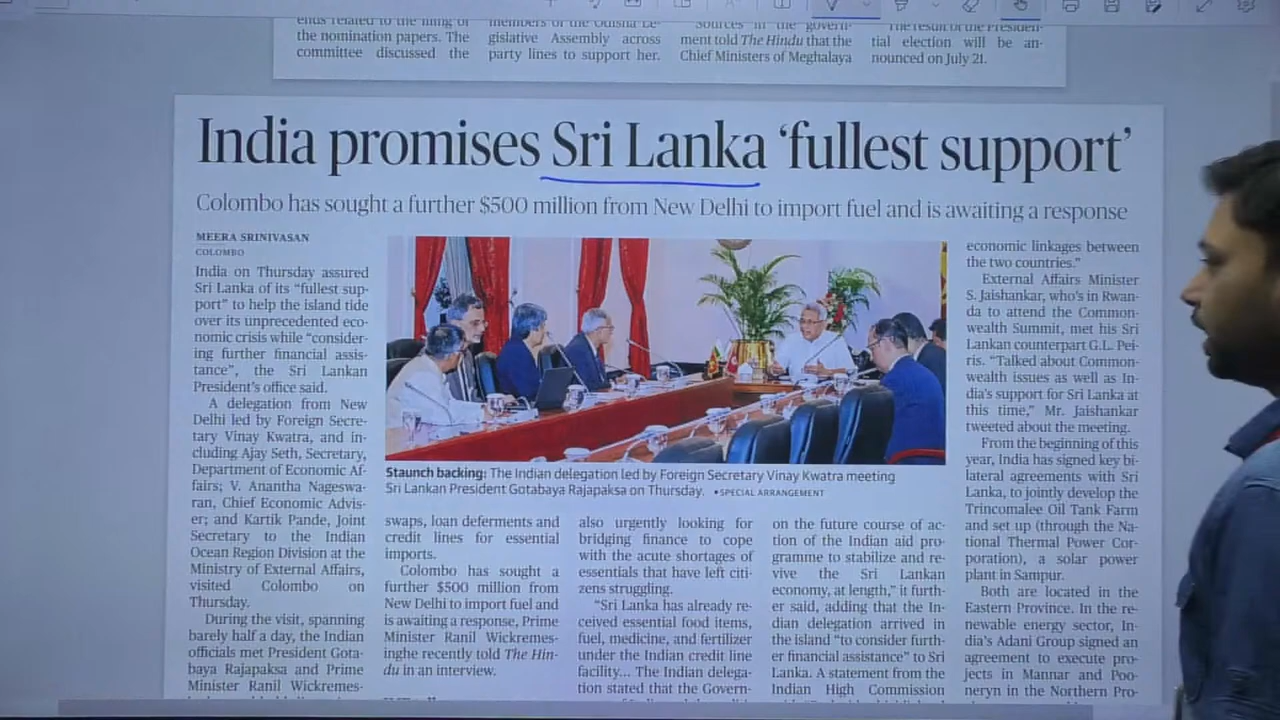 ends related to the filing of
the nomination papers. The
committee discussed the
members of the Odisha Le-
gislative Assembly across
party lines to support her.
Sources in the govern-
ment told The Hindu that the
Chief Ministers of Meghalaya
The result of the Presiden-
tial election will be an-
nounced on July 21.
India promises Sri Lanka ‘fullest support’
Colombo has sought a further $500 million from New Delhi to import fuel and is awaiting a response
MEERA SRINIVASAN
COLOMBO
India on Thursday assured
Sri Lanka of its “fullest sup-
port” to help the island tide
over its unprecedented eco-
nomic crisis while “consider-
ing further financial assis-
tance”, the Sri Lankan
President’s office said.
A delegation from New
Delhi led by Foreign Secre-
tary Vinay Kwatra, and in-
cluding Ajay Seth, Secretary,
Department of Economic Af-
fairs; V. Anantha Nageswa-
ran, Chief Economic Advis-
er; and Kartik Pande, Joint
Secretary to the Indian
Ocean Region Division at the
Ministry of External Affairs,
visited Colombo on
Thursday.
During the visit, spanning
barely half a day, the Indian
officials met President Gota-
baya Rajapaksa and Prime
Minister Ranil Wickremes-
Staunch backing: The Indian delegation led by Foreign Secretary Vinay Kwatra meeting
Sri Lankan President Gotabaya Rajapaksa on Thursday. •SPECIAL ARRANGEMENT
swaps, loan deferments and
credit lines for essential
imports.
Colombo has sought a
further $500 million from
New Delhi to import fuel and
is awaiting a response, Prime
Minister Ranil Wickremes-
inghe recently told The Hin-
du in an interview.
also urgently looking for
bridging finance to cope
with the acute shortages of
essentials that have left citi-
zens struggling.
“Sri Lanka has already re-
ceived essential food items,
fuel, medicine, and fertilizer
under the Indian credit line
facility... The Indian delega-
tion stated that the Govern-
on the future course of ac-
tion of the Indian aid pro-
gramme to stabilize and re-
vive the Sri Lankan
economy, at length,” it furth-
er said, adding that the In-
dian delegation arrived in
the island “to consider furth-
er financial assistance” to Sri
Lanka. A statement from the
Indian High Commission
economic linkages between
the two countries.”
External Affairs Minister
S. Jaishankar, who’s in Rwan-
da to attend the Common-
wealth Summit, met his Sri
Lankan counterpart G.L. Pei-
ris. “Talked about Common-
wealth issues as well as In-
dia’s support for Sri Lanka at
this time,” Mr. Jaishankar
tweeted about the meeting.
From the beginning of this
year, India has signed key bi-
lateral agreements with Sri
Lanka, to jointly develop the
Trincomalee Oil Tank Farm
and set up (through the Na-
tional Thermal Power Cor-
poration), a solar power
plant in Sampur.
Both are located in the
Eastern Province. In the re-
newable energy sector, In-
dia’s Adani Group signed an
agreement to execute pro-
jects in Mannar and Poo-
neryn in the Northern Pro-